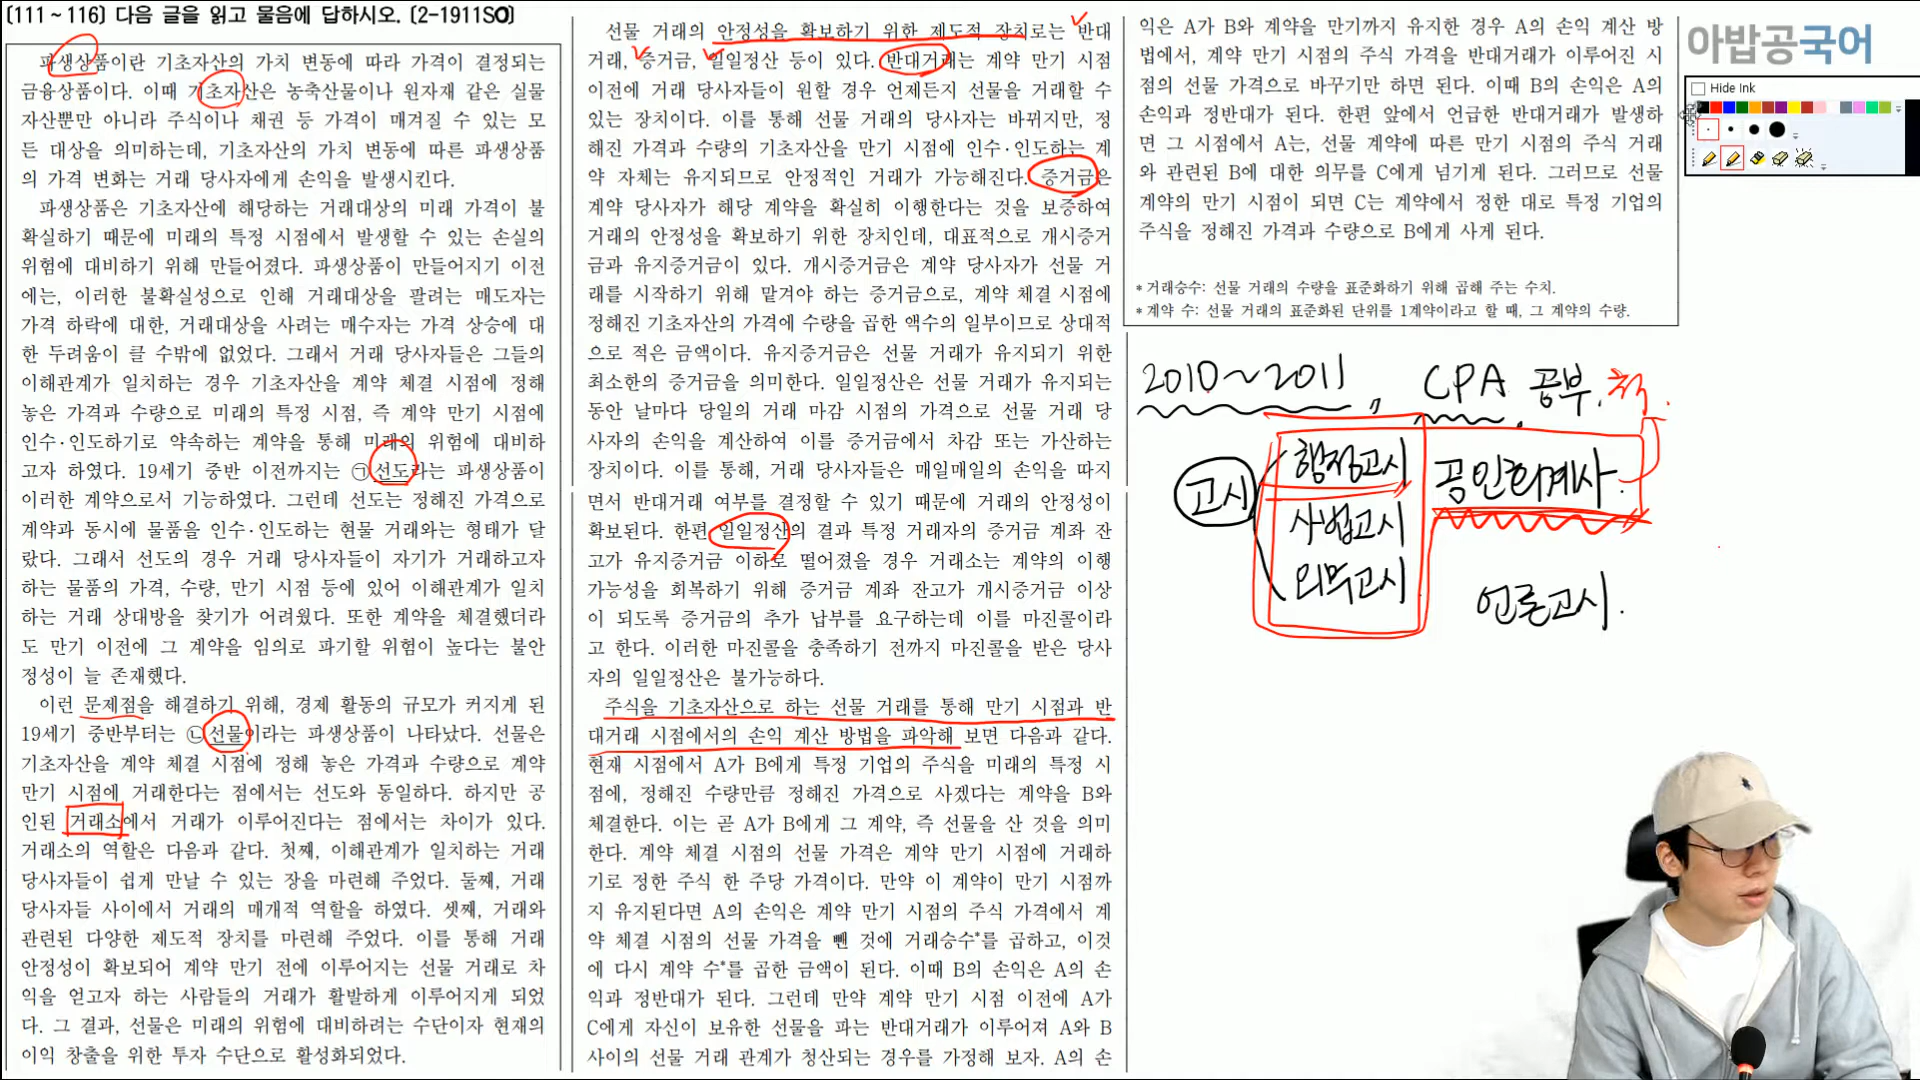 [111～116] 다음 글을 읽고 물음에 답하시오. [2-1911SO]
파생상품이란 기초자산의 가치 변동에 따라 가격이 결정되는
금융상품이다. 이때 기초자산은 농축산물이나 원자재 같은 실물
자산뿐만 아니라 주식이나 채권 등 가격이 매겨질 수 있는 모
든 대상을 의미하는데, 기초자산의 가치 변동에 따른 파생상품
의 가격 변화는 거래 당사자에게 손익을 발생시킨다.
파생상품은 기초자산에 해당하는 거래대상의 미래 가격이 불
확실하기 때문에 미래의 특정 시점에서 발생할 수 있는 손실의
위험에 대비하기 위해 만들어졌다. 파생상품이 만들어지기 이전
에는, 이러한 불확실성으로 인해 거래대상을 팔려는 매도자는
가격 하락에 대한, 거래대상을 사려는 매수자는 가격 상승에 대
한 두려움이 클 수밖에 없었다. 그래서 거래 당사자들은 그들의
이해관계가 일치하는 경우 기초자산을 계약 체결 시점에 정해
놓은 가격과 수량으로 미래의 특정 시점, 즉 계약 만기 시점에
인수·인도하기로 약속하는 계약을 통해 미래의 위험에 대비하
고자 하였다. 19세기 중반 이전까지는 ㉠선도라는 파생상품이
이러한 계약으로서 기능하였다. 그런데 선도는 정해진 가격으로
계약과 동시에 물품을 인수·인도하는 현물 거래와는 형태가 달
랐다. 그래서 선도의 경우 거래 당사자들이 자기가 거래하고자
하는 물품의 가격, 수량, 만기 시점 등에 있어 이해관계가 일치
하는 거래 상대방을 찾기가 어려웠다. 또한 계약을 체결했더라
도 만기 이전에 그 계약을 임의로 파기할 위험이 높다는 불안
정성이 늘 존재했다.
이런 문제점을 해결하기 위해, 경제 활동의 규모가 커지게 된
19세기 중반부터는 ㉡선물이라는 파생상품이 나타났다. 선물은
기초자산을 계약 체결 시점에 정해 놓은 가격과 수량으로 계약
만기 시점에 거래한다는 점에서는 선도와 동일하다. 하지만 공
인된 거래소에서 거래가 이루어진다는 점에서는 차이가 있다.
거래소의 역할은 다음과 같다. 첫째, 이해관계가 일치하는 거래
당사자들이 쉽게 만날 수 있는 장을 마련해 주었다. 둘째, 거래
당사자들 사이에서 거래의 매개적 역할을 하였다. 셋째, 거래와
관련된 다양한 제도적 장치를 마련해 주었다. 이를 통해 거래
안정성이 확보되어 계약 만기 전에 이루어지는 선물 거래로 차
익을 얻고자 하는 사람들의 거래가 활발하게 이루어지게 되었
다. 그 결과, 선물은 미래의 위험에 대비하려는 수단이자 현재의
이익 창출을 위한 투자 수단으로 활성화되었다.
선물 거래의 안정성을 확보하기 위한 제도적 장치로는 반대
거래, 증거금, 일일정산 등이 있다. 반대거래는 계약 만기 시점
이전에 거래 당사자들이 원할 경우 언제든지 선물을 거래할 수
있는 장치이다. 이를 통해 선물 거래의 당사자는 바뀌지만, 정
해진 가격과 수량의 기초자산을 만기 시점에 인수·인도하는 계
약 자체는 유지되므로 안정적인 거래가 가능해진다. 증거금은
계약 당사자가 해당 계약을 확실히 이행한다는 것을 보증하여
거래의 안정성을 확보하기 위한 장치인데, 대표적으로 개시증거
금과 유지증거금이 있다. 개시증거금은 계약 당사자가 선물 거
래를 시작하기 위해 맡겨야 하는 증거금으로, 계약 체결 시점에
정해진 기초자산의 가격에 수량을 곱한 액수의 일부이므로 상대적
으로 적은 금액이다. 유지증거금은 선물 거래가 유지되기 위한
최소한의 증거금을 의미한다. 일일정산은 선물 거래가 유지되는
동안 날마다 당일의 거래 마감 시점의 가격으로 선물 거래 당
사자의 손익을 계산하여 이를 증거금에서 차감 또는 가산하는
장치이다. 이를 통해, 거래 당사자들은 매일매일의 손익을 따지
면서 반대거래 여부를 결정할 수 있기 때문에 거래의 안정성이
확보된다. 한편 일일정산의 결과 특정 거래자의 증거금 계좌 잔
고가 유지증거금 이하로 떨어졌을 경우 거래소는 계약의 이행
가능성을 회복하기 위해 증거금 계좌 잔고가 개시증거금 이상
이 되도록 증거금의 추가 납부를 요구하는데 이를 마진콜이라
고 한다. 이러한 마진콜을 충족하기 전까지 마진콜을 받은 당사
자의 일일정산은 불가능하다.
주식을 기초자산으로 하는 선물 거래를 통해 만기 시점과 반
대거래 시점에서의 손익 계산 방법을 파악해 보면 다음과 같다.
현재 시점에서 A가 B에게 특정 기업의 주식을 미래의 특정 시
점에, 정해진 수량만큼 정해진 가격으로 사겠다는 계약을 B와
체결한다. 이는 곧 A가 B에게 그 계약, 즉 선물을 산 것을 의미
한다. 계약 체결 시점의 선물 가격은 계약 만기 시점에 거래하
기로 정한 주식 한 주당 가격이다. 만약 이 계약이 만기 시점까
지 유지된다면 A의 손익은 계약 만기 시점의 주식 가격에서 계
약 체결 시점의 선물 가격을 뺀 것에 거래승수*를 곱하고, 이것
에 다시 계약 수*를 곱한 금액이 된다. 이때 B의 손익은 A의 손
익과 정반대가 된다. 그런데 만약 계약 만기 시점 이전에 A가
C에게 자신이 보유한 선물을 파는 반대거래가 이루어져 A와 B
사이의 선물 거래 관계가 청산되는 경우를 가정해 보자. A의 손
익은 A가 B와 계약을 만기까지 유지한 경우 A의 손익 계산 방
법에서, 계약 만기 시점의 주식 가격을 반대거래가 이루어진 시
점의 선물 가격으로 바꾸기만 하면 된다. 이때 B의 손익은 A의
손익과 정반대가 된다. 한편 앞에서 언급한 반대거래가 발생하
면 그 시점에서 A는, 선물 계약에 따른 만기 시점의 주식 거래
와 관련된 B에 대한 의무를 C에게 넘기게 된다. 그러므로 선물
계약의 만기 시점이 되면 C는 계약에서 정한 대로 특정 기업의
주식을 정해진 가격과 수량으로 B에게 사게 된다.
* 거래승수: 선물 거래의 수량을 표준화하기 위해 곱해 주는 수치.
* 계약 수: 선물 거래의 표준화된 단위를 1계약이라고 할 때, 그 계약의 수량.
아밥공국어
Hide Ink
2010~2011, CPA 공부.
고시
행정고시
사법고시
외무고시
공인회계사
언론고시.